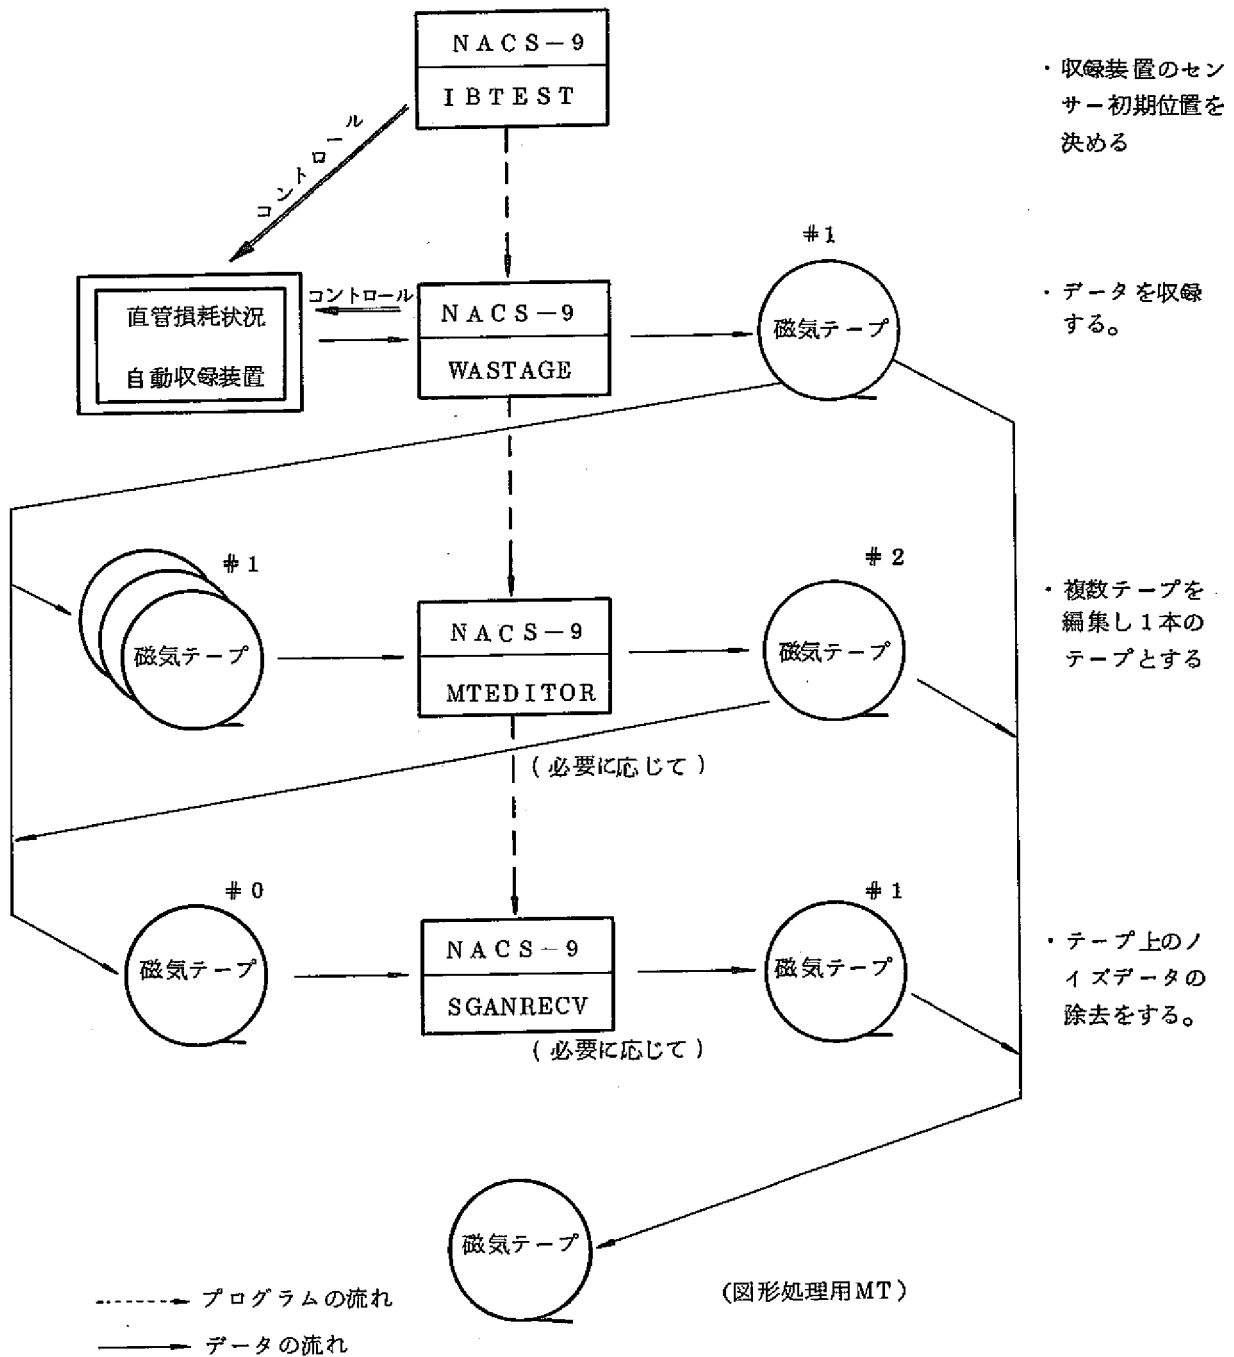 NACS-9
IBTEST
・収録装置のセン
サー初期位置を
決める
コントロール
#1
直管損耗状況
自動収録装置
コントロール
NACS-9
WASTAGE
磁気テープ
・データを収録
する。
#1
磁気テープ
NACS-9
MTEDITOR
(必要に応じて)
#2
磁気テープ
・複数テープを
編集し1本の
テープとする
#0
磁気テープ
NACS-9
SGANRECV
(必要に応じて)
#1
磁気テープ
・テープ上のノ
イズデータの
除去をする。
磁気テープ
(図形処理用MT)
プログラムの流れ
データの流れ